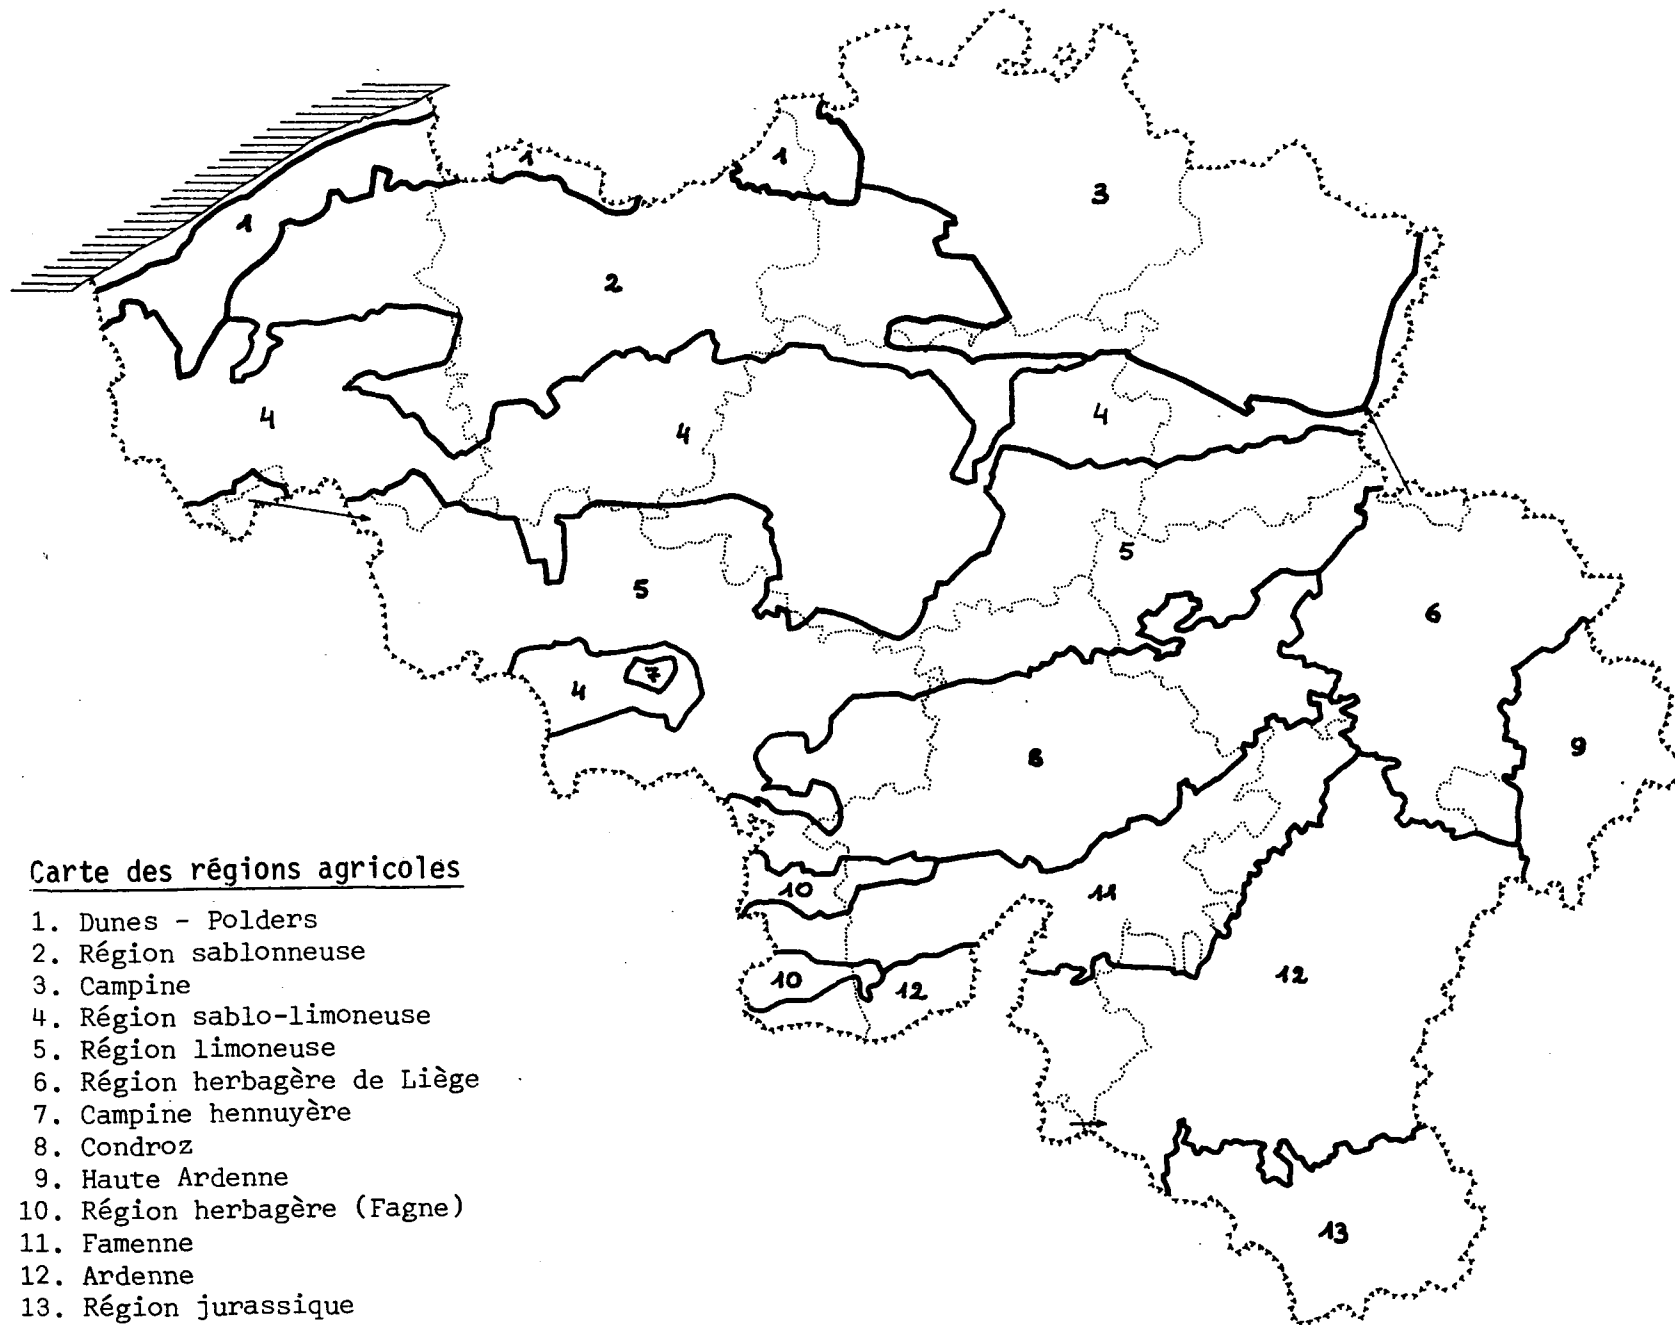 1
1
1
3
2
4
4
4
5
5
6
4
7
8
9
10
11
10
12
12
13
Carte des régions agricoles
1. Dunes - Polders
2. Région sablonneuse
3. Campine
4. Région sablo-limoneuse
5. Région limoneuse
6. Région herbagère de Liège
7. Campine hennuyère
8. Condroz
9. Haute Ardenne
10. Région herbagère (Fagne)
11. Famenne
12. Ardenne
13. Région jurassique